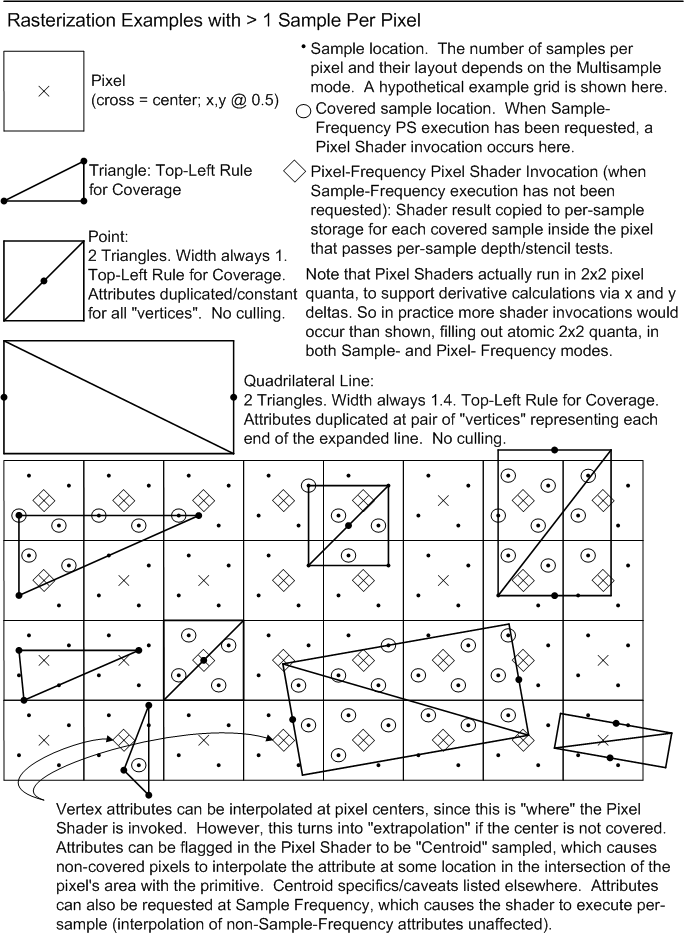 Rasterization Examples with > 1 Sample Per Pixel
Pixel
(cross = center; x,y @ 0.5)
Triangle: Top-Left Rule
for Coverage
Point:
2 Triangles. Width always 1.
Top-Left Rule for Coverage.
Attributes duplicated/constant
for all "vertices".  No culling.
Sample location.  The number of samples per
pixel and their layout depends on the Multisample
mode.  A hypothetical example grid is shown here.
Covered sample location.  When Sample-
Frequency PS execution has been requested, a
Pixel Shader invocation occurs here.
Pixel-Frequency Pixel Shader Invocation (when
Sample-Frequency execution has not been
requested): Shader result copied to per-sample
storage for each covered sample inside the pixel
that passes per-sample depth/stencil tests.
Note that Pixel Shaders actually run in 2x2 pixel
quanta, to support derivative calculations via x and y
deltas. So in practice more shader invocations would
occur than shown, filling out atomic 2x2 quanta, in
both Sample- and Pixel- Frequency modes.
Quadrilateral Line:
2 Triangles. Width always 1.4. Top-Left Rule for Coverage.
Attributes duplicated at pair of "vertices" representing each
end of the expanded line.  No culling.
Vertex attributes can be interpolated at pixel centers, since this is "where" the Pixel
Shader is invoked.  However, this turns into "extrapolation" if the center is not covered.
Attributes can be flagged in the Pixel Shader to be "Centroid" sampled, which causes
non-covered pixels to interpolate the attribute at some location in the intersection of the
pixel's area with the primitive.  Centroid specifics/caveats listed elsewhere.  Attributes
can also be requested at Sample Frequency, which causes the shader to execute per-
sample (interpolation of non-Sample-Frequency attributes unaffected).